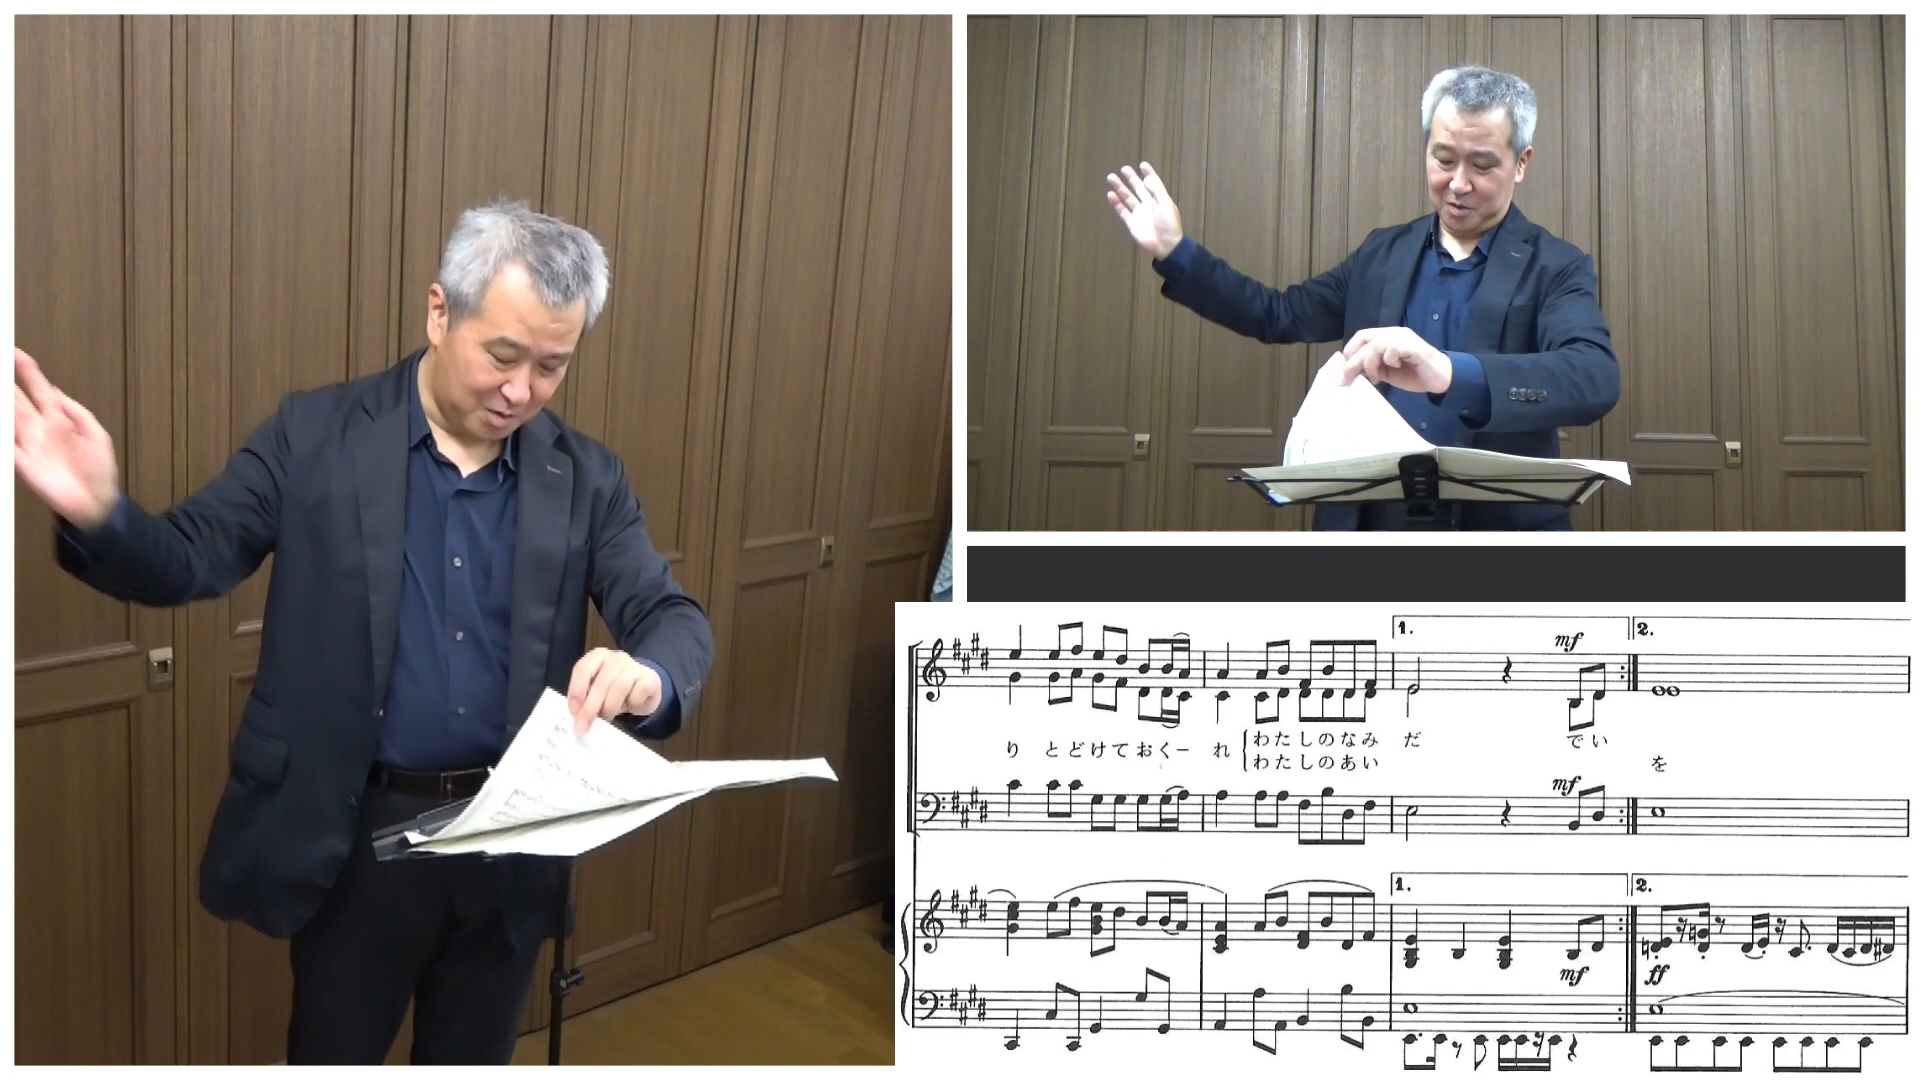 1.
mf
2.
り とどけておくー れ わたしのなみ だ でい
わたしのあい を
mf
1.
2.
mf
ff